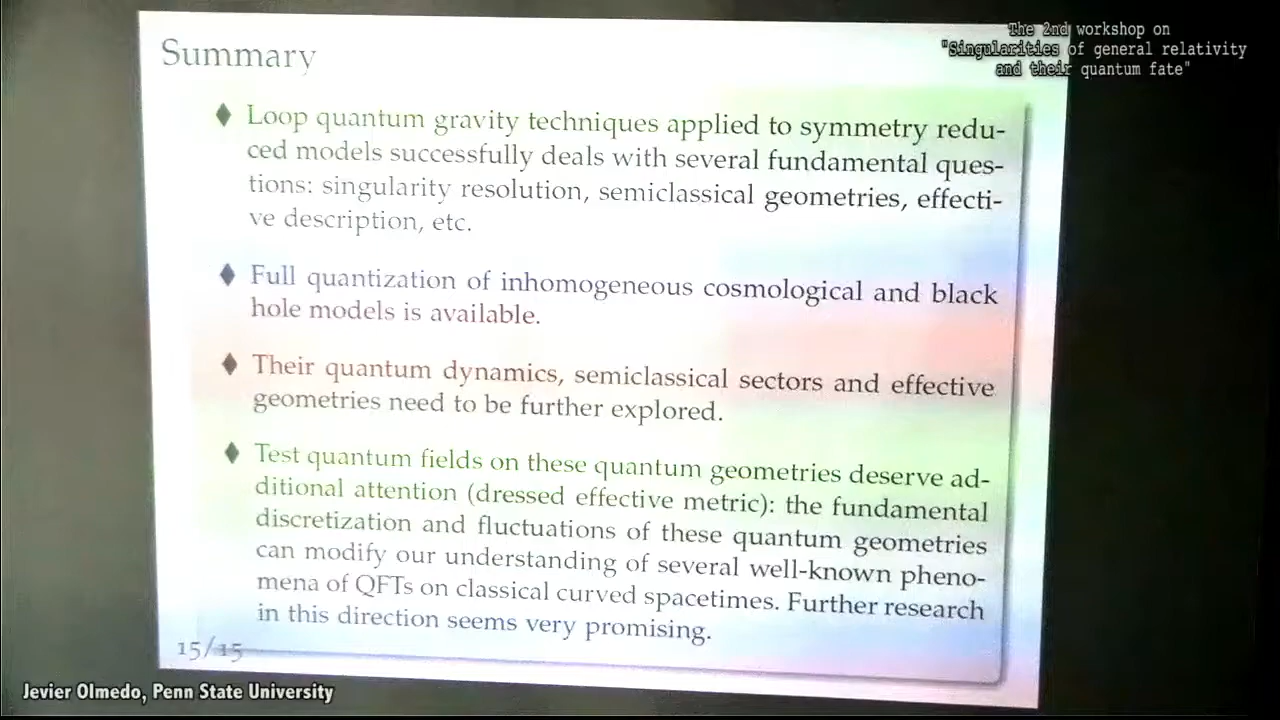 Summary
The 2nd workshop on
"Singularities of general relativity
and their quantum fate"
Loop quantum gravity techniques applied to symmetry redu-
ced models successfully deals with several fundamental ques-
tions: singularity resolution, semiclassical geometries, effecti-
ve description, etc.
Full quantization of inhomogeneous cosmological and black
hole models is available.
Their quantum dynamics, semiclassical sectors and effective
geometries need to be further explored.
Test quantum fields on these quantum geometries deserve ad-
ditional attention (dressed effective metric): the fundamental
discretization and fluctuations of these quantum geometries
can modify our understanding of several well-known pheno-
mena of QFTs on classical curved spacetimes. Further research
in this direction seems very promising.
15/15
Jevier Olmedo, Penn State University